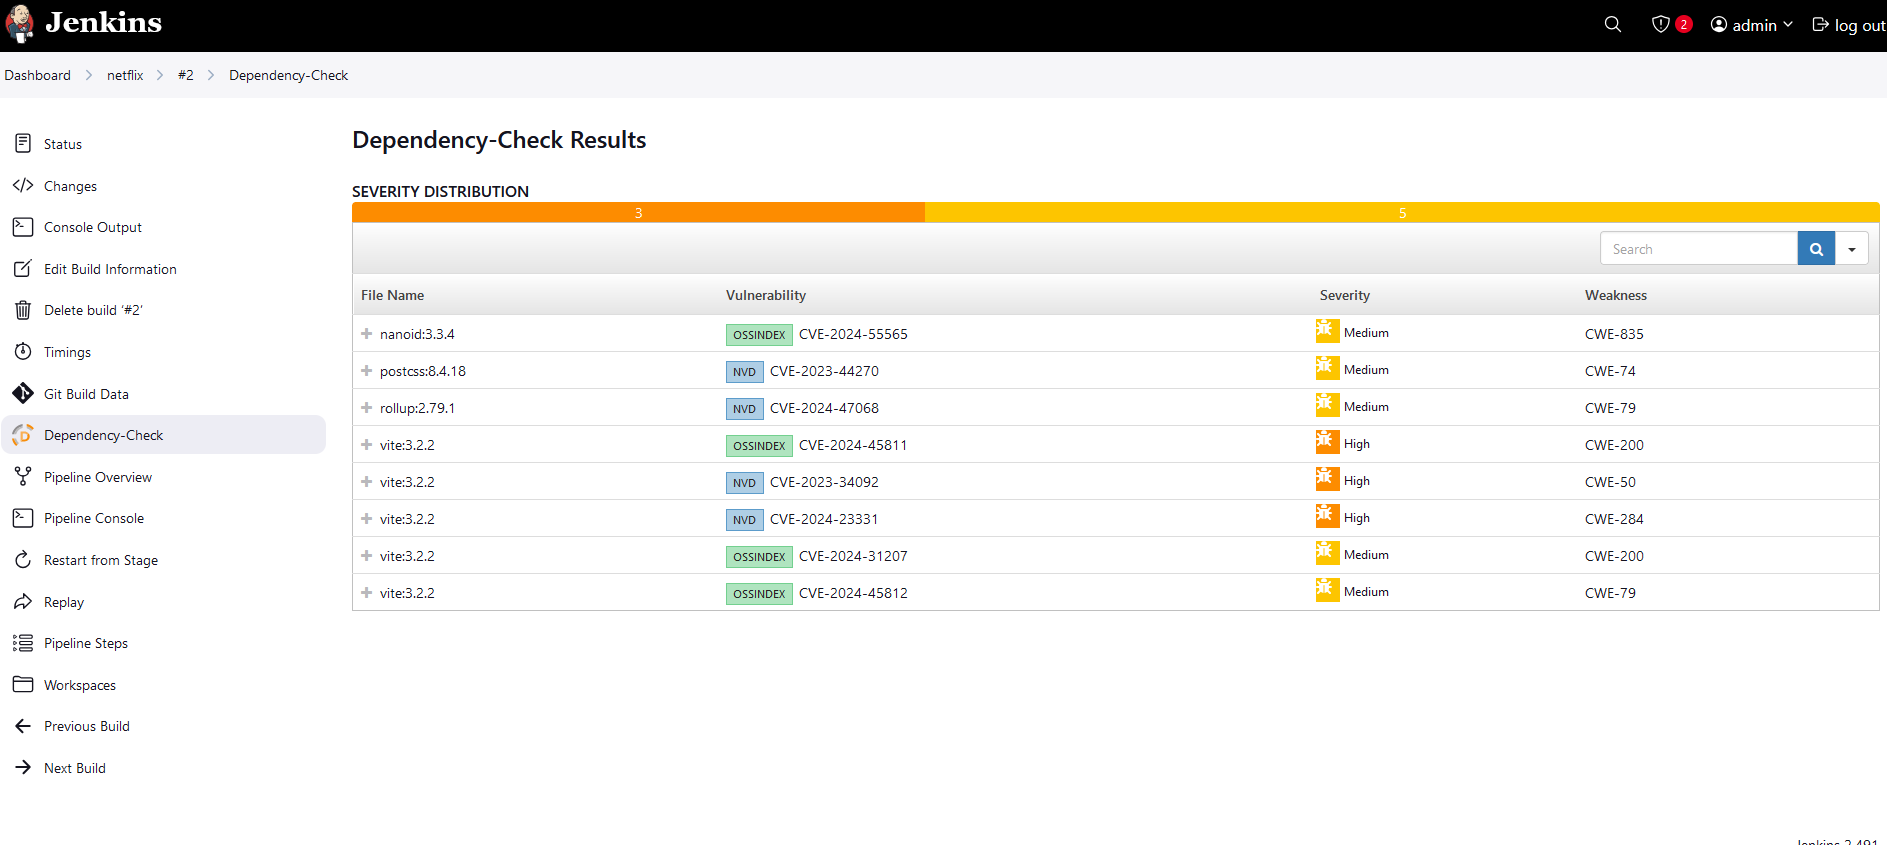 Jenkins
2
admin
log out
Dashboard
netflix
#2
Dependency-Check
Status
Changes
Console Output
Edit Build Information
Delete build ‘#2’
Timings
Git Build Data
Dependency-Check
Pipeline Overview
Pipeline Console
Restart from Stage
Replay
Pipeline Steps
Workspaces
Previous Build
Next Build
Dependency-Check Results
SEVERITY DISTRIBUTION
3 5
Search
File Name Vulnerability Severity Weakness
nanoid:3.3.4 OSSINDEX CVE-2024-55565 Medium CWE-835
postcss:8.4.18 NVD CVE-2023-44270 Medium CWE-74
rollup:2.79.1 NVD CVE-2024-47068 Medium CWE-79
vite:3.2.2 OSSINDEX CVE-2024-45811 High CWE-200
vite:3.2.2 NVD CVE-2023-34092 High CWE-50
vite:3.2.2 NVD CVE-2024-23331 High CWE-284
vite:3.2.2 OSSINDEX CVE-2024-31207 Medium CWE-200
vite:3.2.2 OSSINDEX CVE-2024-45812 Medium CWE-79
Jenkins 2.491